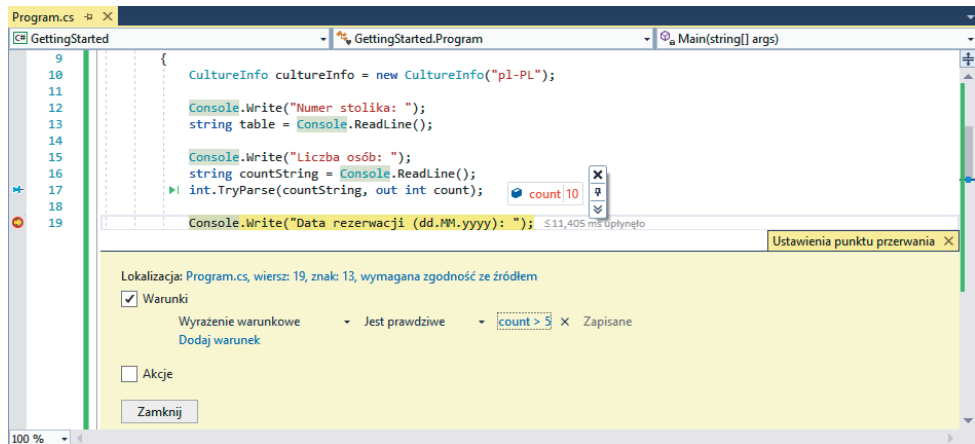 Program.cs
C# GettingStarted GettingStarted.Program Main(string[] args)
9 {
10 CultureInfo cultureInfo = new CultureInfo("pl-PL");
11
12 Console.Write("Numer stolika: ");
13 string table = Console.ReadLine();
14
15 Console.Write("Liczba osób: ");
16 string countString = Console.ReadLine();
17 int.TryParse(countString, out int count); count 10
18
19 Console.Write("Data rezerwacji (dd.MM.yyyy): "); ≤11,405 ms upłynęło
Ustawienia punktu przerwania
Lokalizacja: Program.cs, wiersz: 19, znak: 13, wymagana zgodność ze źródłem
Warunki
Wyrażenie warunkowe Jest prawdziwe count > 5 Zapisane
Dodaj warunek
Akcje
Zamknij
100 %